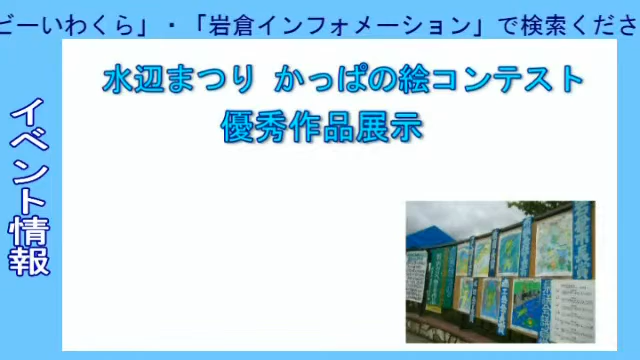 ビーいわくら」・「岩倉インフォメーション」で検索くださ
水辺まつり かっぱの絵コンテスト
優秀作品展示
イベント情報